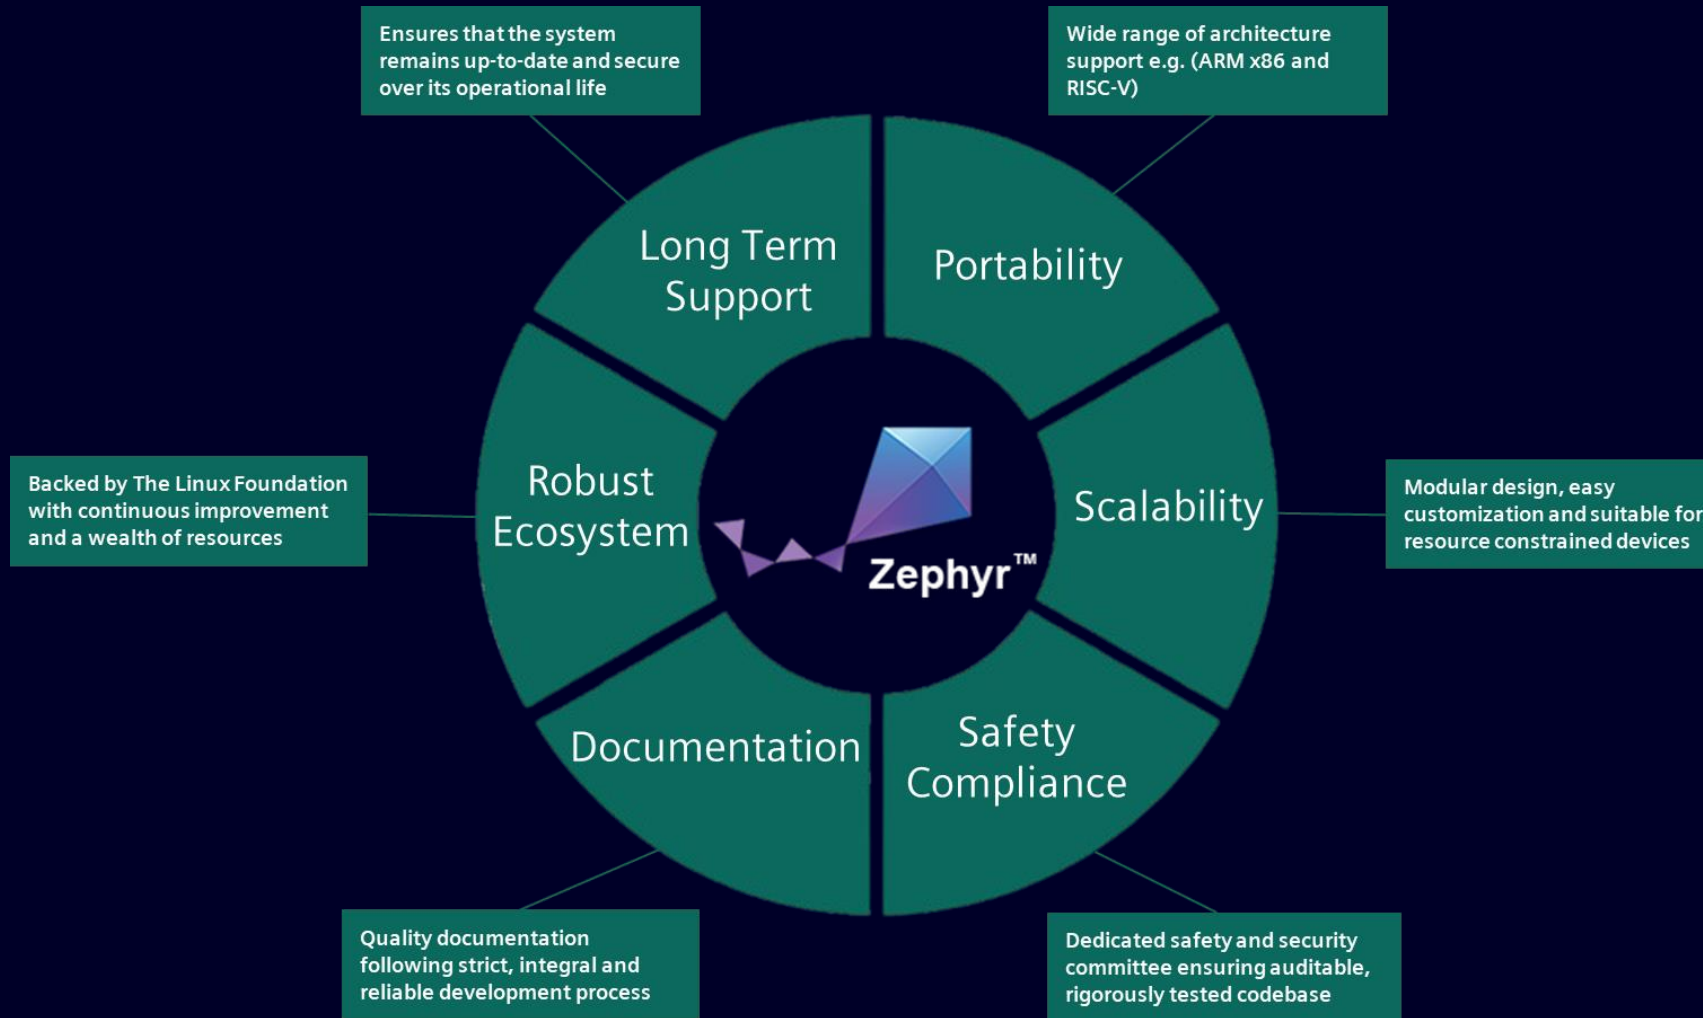 Ensures that the system
remains up-to-date and secure
over its operational life
Wide range of architecture
support e.g. (ARM x86 and
RISC-V)
Long Term
Support
Portability
Backed by The Linux Foundation
with continuous improvement
and a wealth of resources
Robust
Ecosystem
Zephyr™
Scalability
Modular design, easy
customization and suitable for
resource constrained devices
Documentation
Safety
Compliance
Quality documentation
following strict, integral and
reliable development process
Dedicated safety and security
committee ensuring auditable,
rigorously tested codebase